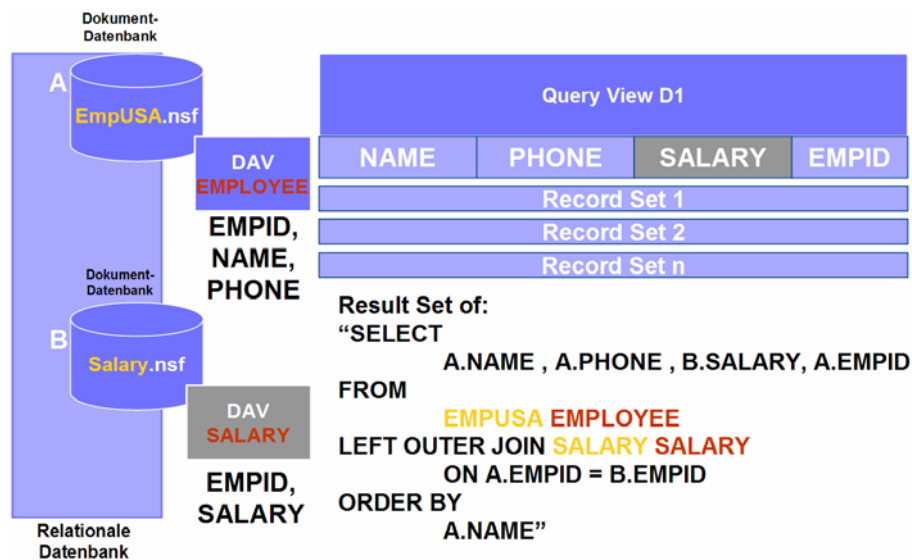 Dokument-
Datenbank
A
EmpUSA.nsf
DAV
EMPLOYEE
EMPID,
NAME,
PHONE
Dokument-
Datenbank
B
Salary.nsf
DAV
SALARY
EMPID,
SALARY
Relationale
Datenbank
Query View D1
NAME PHONE SALARY EMPID
Record Set 1
Record Set 2
Record Set n
Result Set of:
“SELECT
A.NAME , A.PHONE , B.SALARY, A.EMPID
FROM
EMPUSA EMPLOYEE
LEFT OUTER JOIN SALARY SALARY
ON A.EMPID = B.EMPID
ORDER BY
A.NAME”